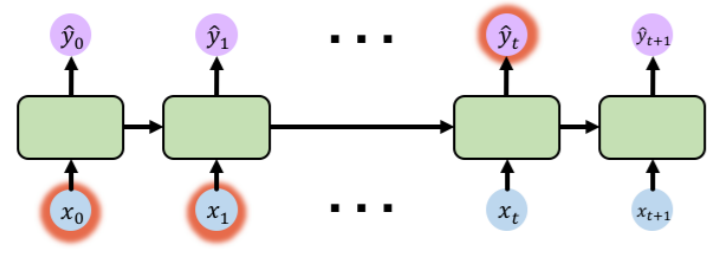 ŷ₀ ŷ₁ ... ŷₜ ŷₜ₊₁
x₀ x₁ ... xₜ xₜ₊₁